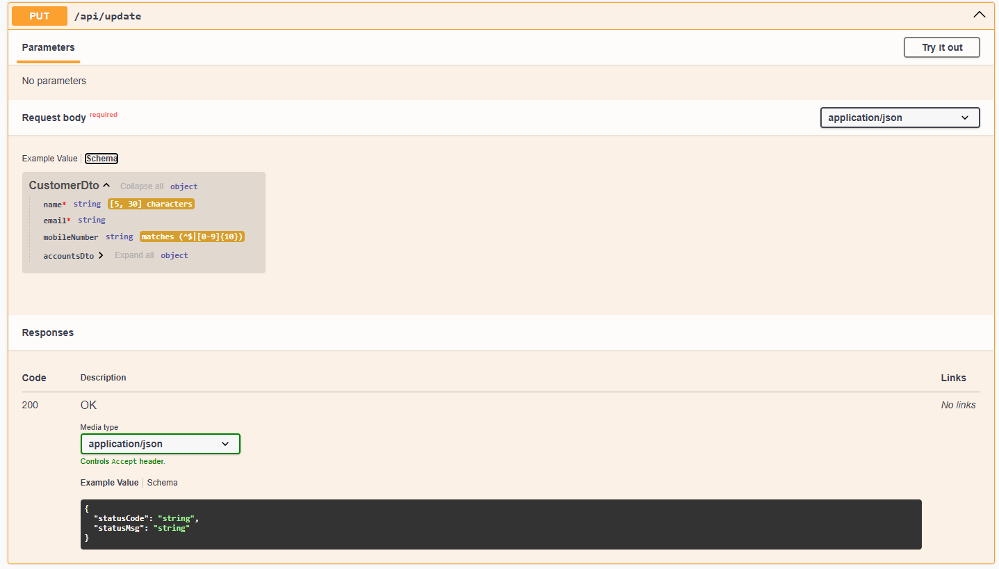 PUT /api/update
Parameters Try it out
No parameters
Request body required application/json
Example Value Schema
CustomerDto Collapse all object
name* string [5, 30] characters
email* string
mobileNumber string matches (^$|[0-9]{10})
accountsDto Expand all object
Responses
Code Description Links
200 OK No links
Media type
application/json
Controls Accept header.
Example Value Schema
{
"statusCode": "string",
"statusMsg": "string"
}